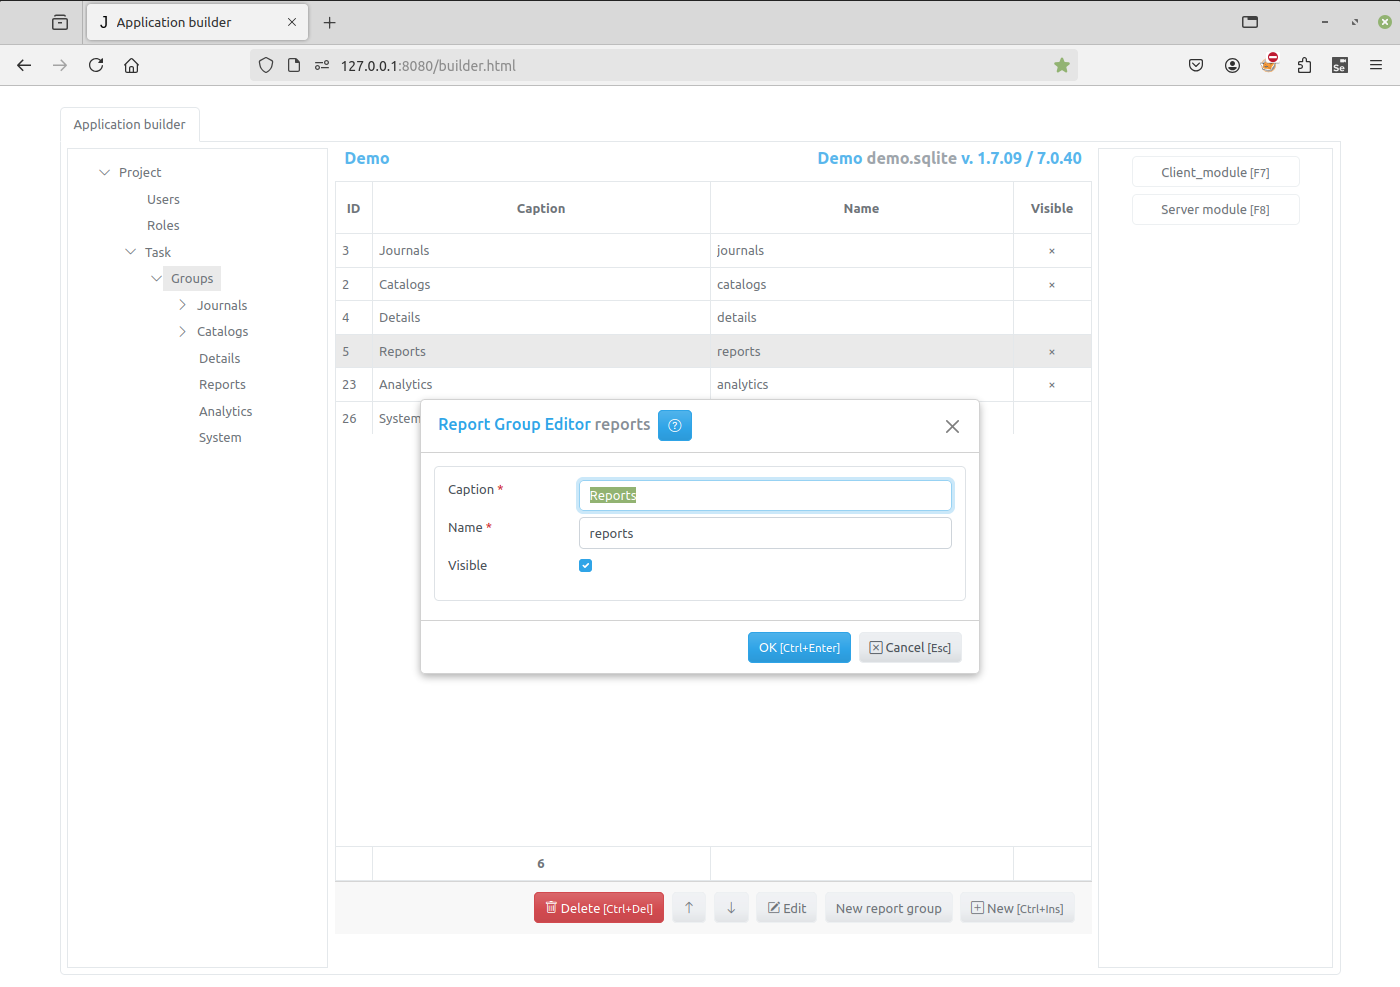 J Application builder
127.0.0.1:8080/builder.html
Se
Application builder
Project
Users
Roles
Task
Groups
Journals
Catalogs
Details
Reports
Analytics
System
Demo
Demo demo.sqlite v. 1.7.09 / 7.0.40
ID Caption Name Visible
3 Journals journals ×
2 Catalogs catalogs ×
4 Details details
5 Reports reports ×
23 Analytics analytics ×
26 System
Report Group Editor reports
Caption * Reports
Name * reports
Visible
OK [Ctrl+Enter] Cancel [Esc]
6
Delete [Ctrl+Del] ↑ ↓ Edit New report group New [Ctrl+Ins]
Client_module [F7]
Server module [F8]